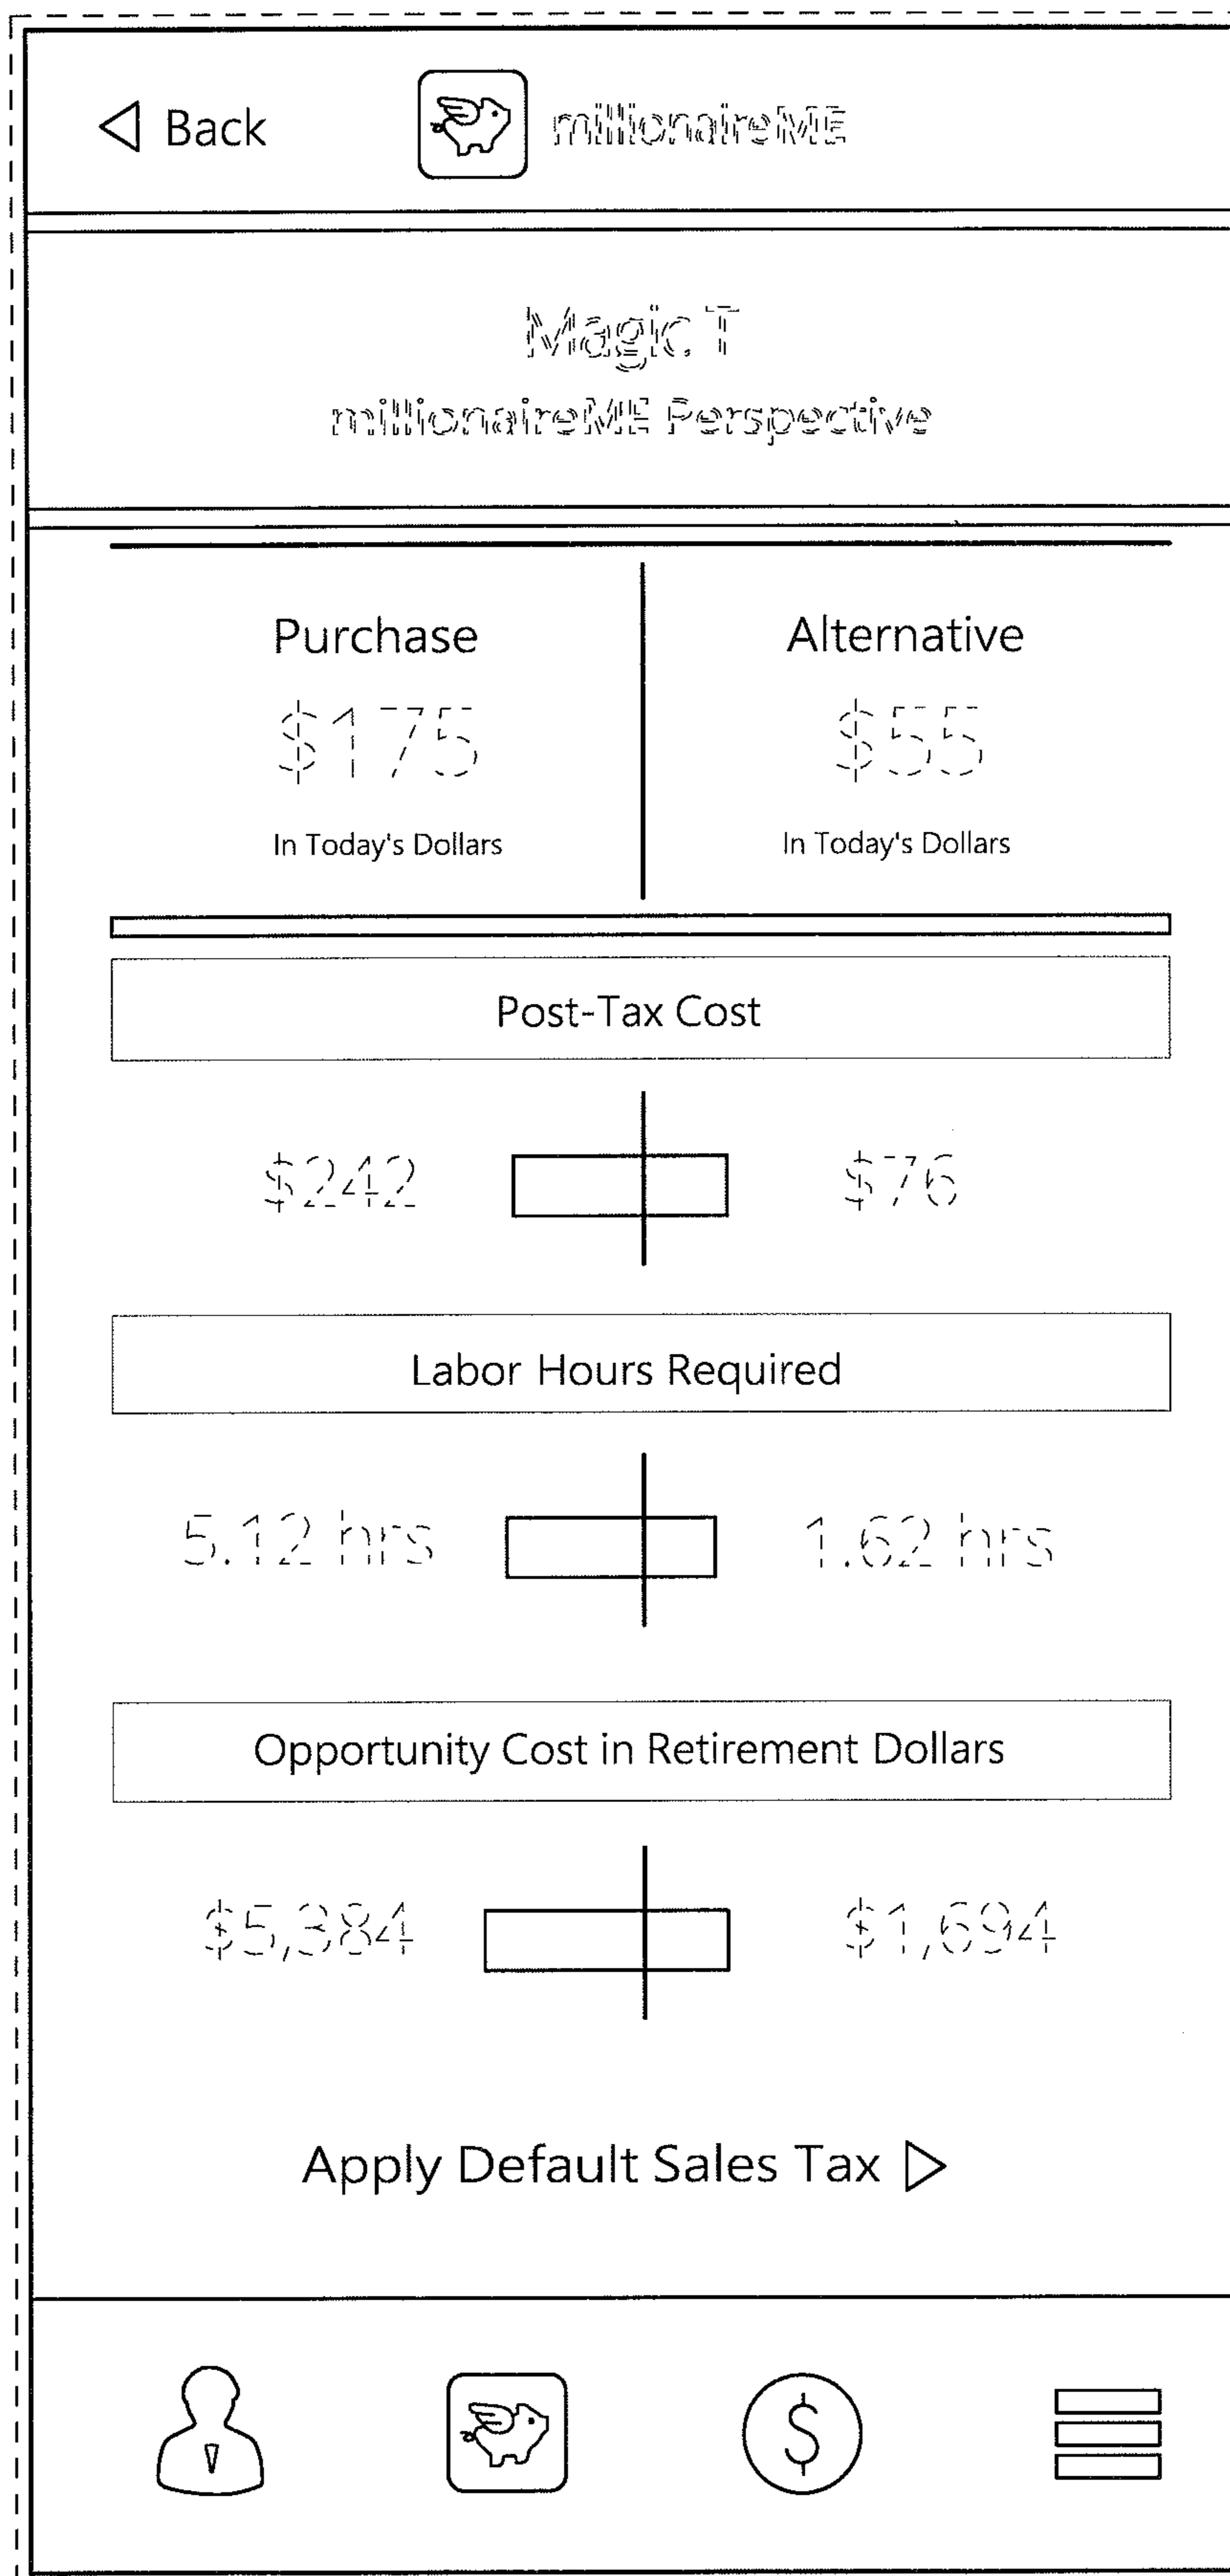 Back millionaireME
Magic T
millionaireME Perspective
Purchase Alternative
$175 $55
In Today's Dollars In Today's Dollars
Post-Tax Cost
$242 $76
Labor Hours Required
5.12 hrs 1.62 hrs
Opportunity Cost in Retirement Dollars
$5,384 $1,694
Apply Default Sales Tax
$